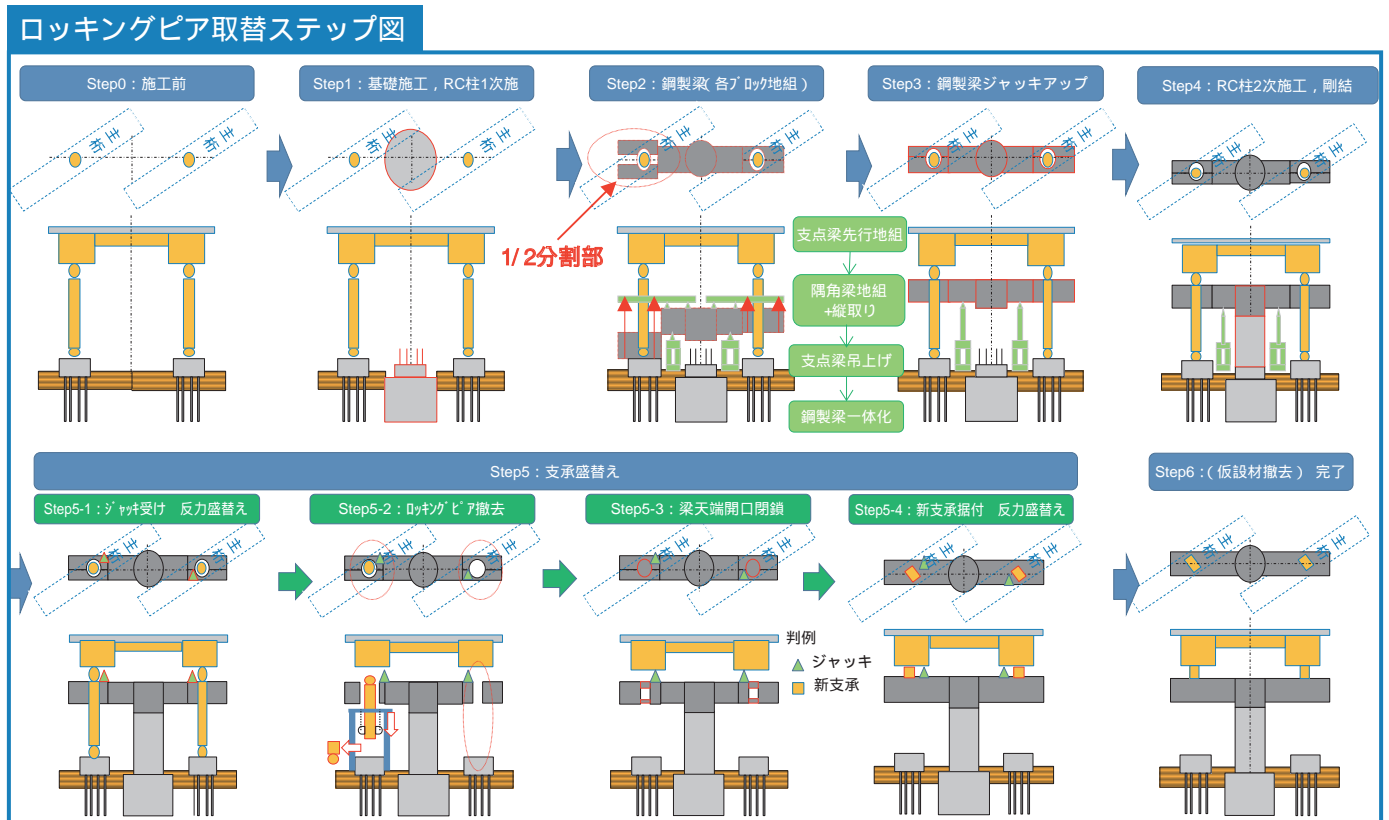 ロッキングピア取替ステップ図
Step0：施工前
Step1：基礎施工，RC柱1次施
Step2：鋼製梁(各ブロック地組)
Step3：鋼製梁ジャッキアップ
Step4：RC柱2次施工，剛結
主桁
主桁
主桁
主桁
主桁
主桁
主桁
主桁
主桁
1/2分割部
支点梁先行地組
隅角梁地組
+縦取り
支点梁吊上げ
鋼製梁一体化
Step5：支承盛替え
Step6：(仮設材撤去) 完了
Step5-1：ジャッキ受け 反力盛替え
Step5-2：ロッキングピア撤去
Step5-3：梁天端開口閉鎖
Step5-4：新支承据付 反力盛替え
主桁
主桁
主桁
主桁
主桁
主桁
主桁
主桁
主桁
主桁
判例
ジャッキ
新支承